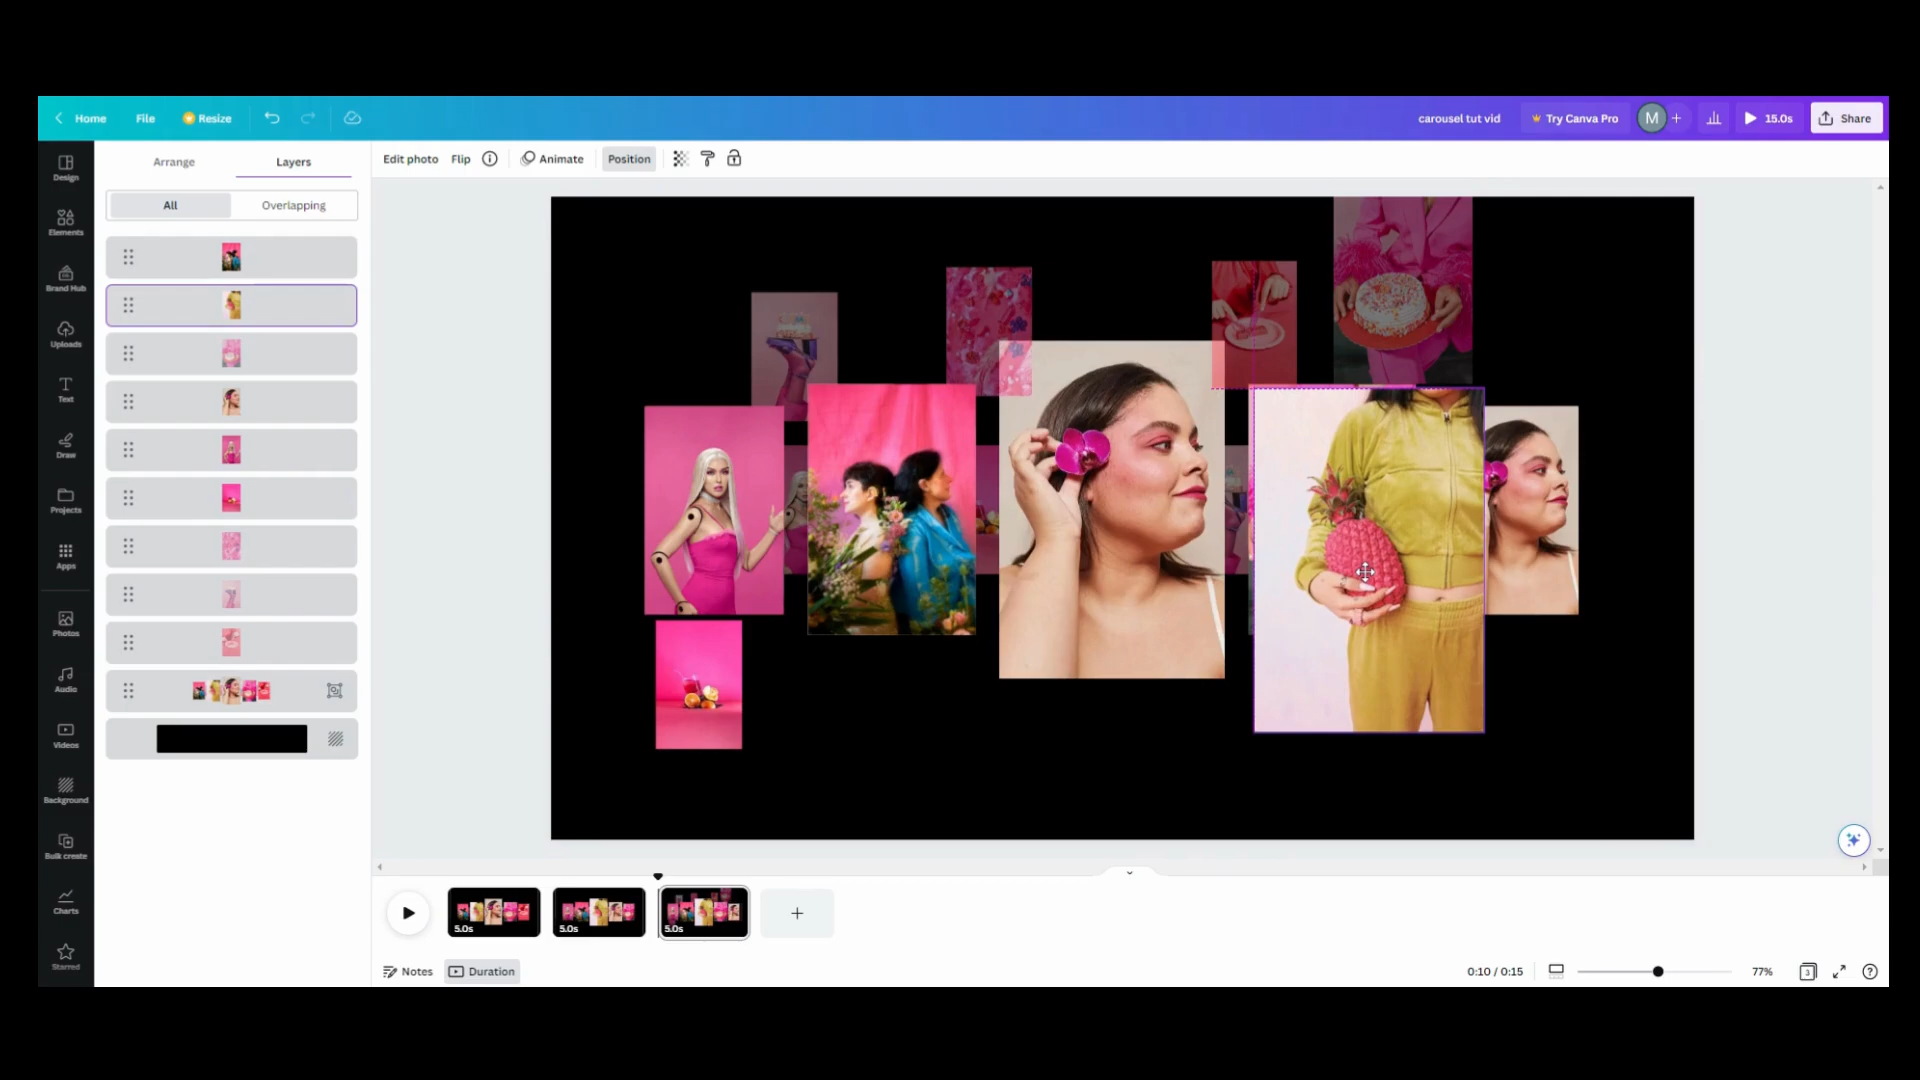 Home
File
Resize
carousel tut vid
Try Canva Pro
M
+
15.0s
Share
Design
Elements
Brand Hub
Uploads
Text
Draw
Projects
Apps
Photos
Audio
Videos
Background
Bulk create
Charts
Starred
Arrange
Layers
All
Overlapping
Edit photo
Flip
Animate
Position
5.0s
5.0s
5.0s
+
Notes
Duration
0:10 / 0:15
77%
3
?